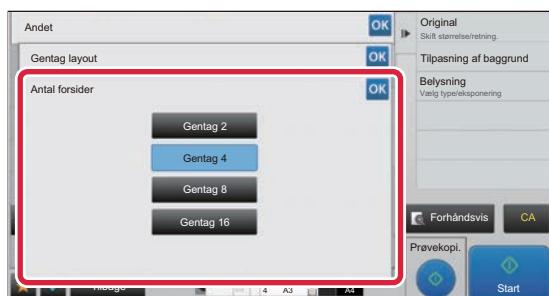 Andet
OK
Gentag layout
OK
Antal forsider
OK
Gentag 2
Gentag 4
Gentag 8
Gentag 16
Original
Skift størrelse/retning.
Tilpasning af baggrund
Belysning
Vælg type/eksponering
Forhåndsvis
CA
Prøvekopi.
Start
4 A3
A4